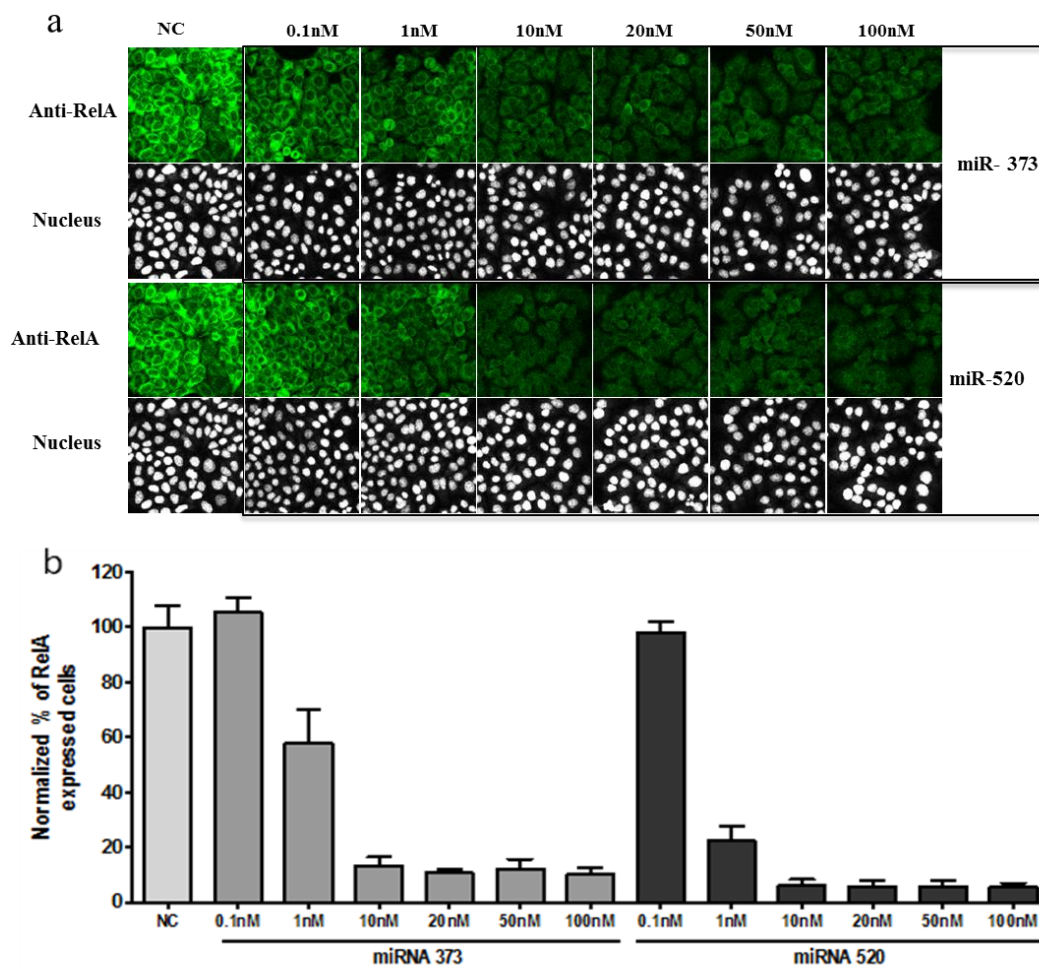 a
NC 0.1nM 1nM 10nM 20nM 50nM 100nM
Anti-RelA
miR- 373
Nucleus
Anti-RelA
miR-520
Nucleus
b
Normalized % of RelA
expressed cells
120
100
80
60
40
20
0
NC 0.1nM 1nM 10nM 20nM 50nM 100nM 0.1nM 1nM 10nM 20nM 50nM 100nM
miRNA 373 miRNA 520